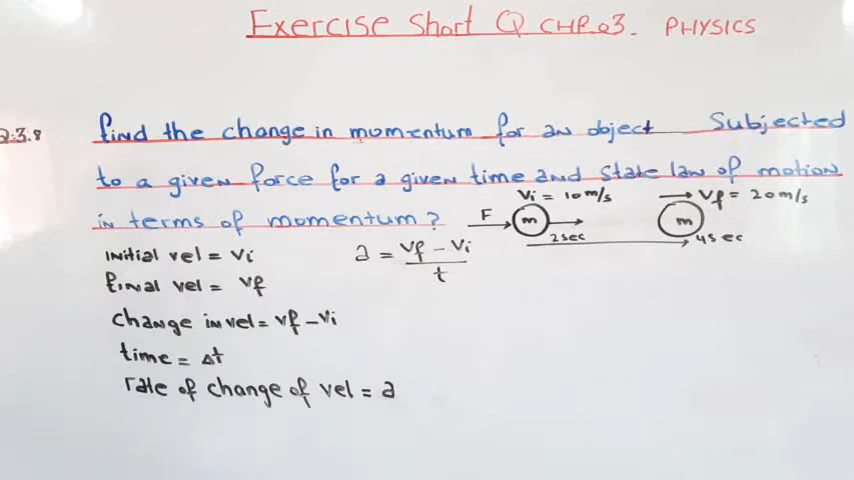 Exercise Short Q CHP.03. PHYSICS
Q.3.8
find the change in momentum for an object Subjected
to a given force for a given time and state law of motion
in terms of momentum?
F
m
Vi = 10 m/s
2sec
m
Vf = 20 m/s
4sec
initial vel = Vi
a = Vf - Vi / t
final vel = Vf
change in vel = Vf - Vi
time = Δt
rate of change of vel = a